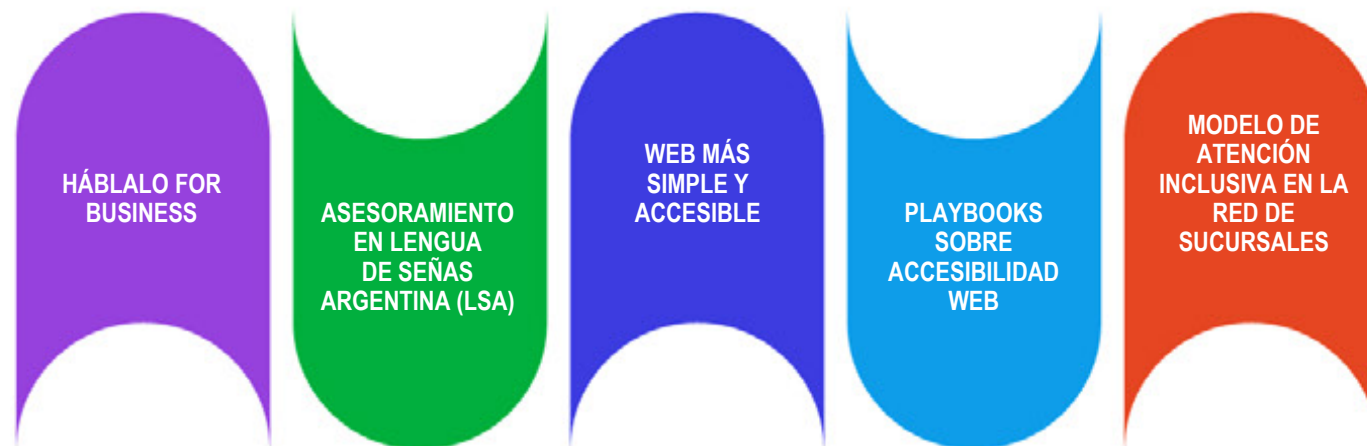 HÁBLALO FOR
BUSINESS
ASESORAMIENTO
EN LENGUA
DE SEÑAS
ARGENTINA (LSA)
WEB MÁS
SIMPLE Y
ACCESIBLE
PLAYBOOKS
SOBRE
ACCESIBILIDAD
WEB
MODELO DE
ATENCIÓN
INCLUSIVA EN LA
RED DE
SUCURSALES